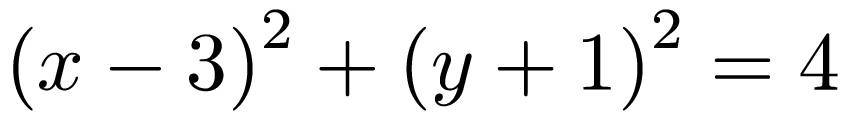 (x − 3)² + (y + 1)² = 4